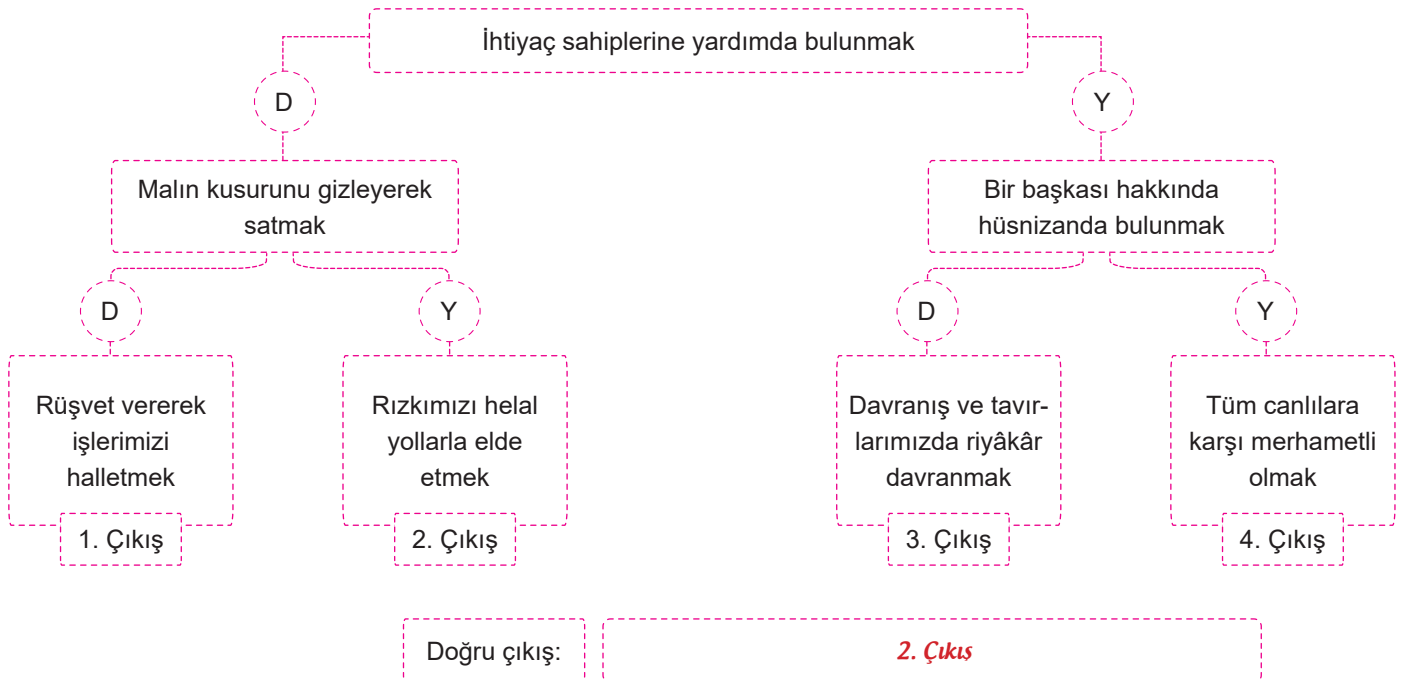 İhtiyaç sahiplerine yardımda bulunmak
D
Y
Malın kusurunu gizleyerek
satmak
Bir başkası hakkında
hüsnizanda bulunmak
D
Y
D
Y
Rüşvet vererek
işlerimizi
halletmek
Rızkımızı helal
yollarla elde
etmek
Davranış ve tavır-
larımızda riyâkâr
davranmak
Tüm canlılara
karşı merhametli
olmak
1. Çıkış
2. Çıkış
3. Çıkış
4. Çıkış
Doğru çıkış:
2. Çıkış